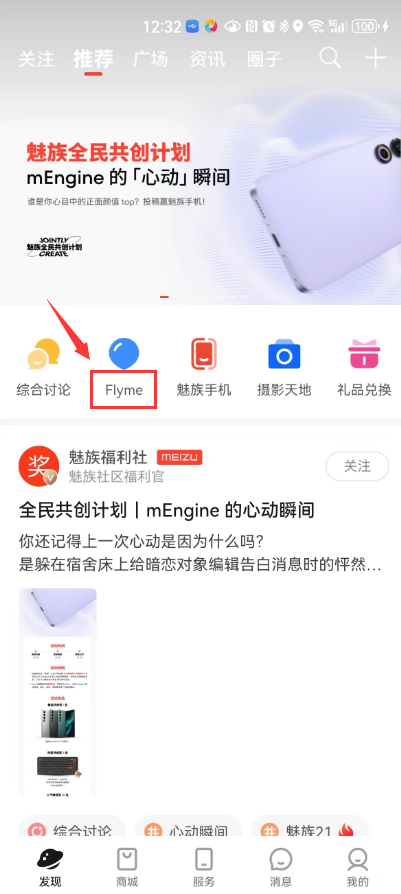 12:32
5G
100
关注 推荐 广场 资讯 圈子
魅族全民共创计划
mEngine 的「心动」瞬间
谁是你心目中的正面颜值 top？投稿赢魅族手机！
JOINTLY
魅族全民共创计划
CREATE
综合讨论 Flyme 魅族手机 摄影天地 礼品兑换
奖
魅族福利社 MEIZU
魅族社区福利官
关注
全民共创计划丨mEngine 的心动瞬间
你还记得上一次心动是因为什么吗？
是躲在宿舍床上给暗恋对象编辑告白消息时的怦然...
综合讨论 心动瞬间 魅族21
发现 商城 服务 消息 我的